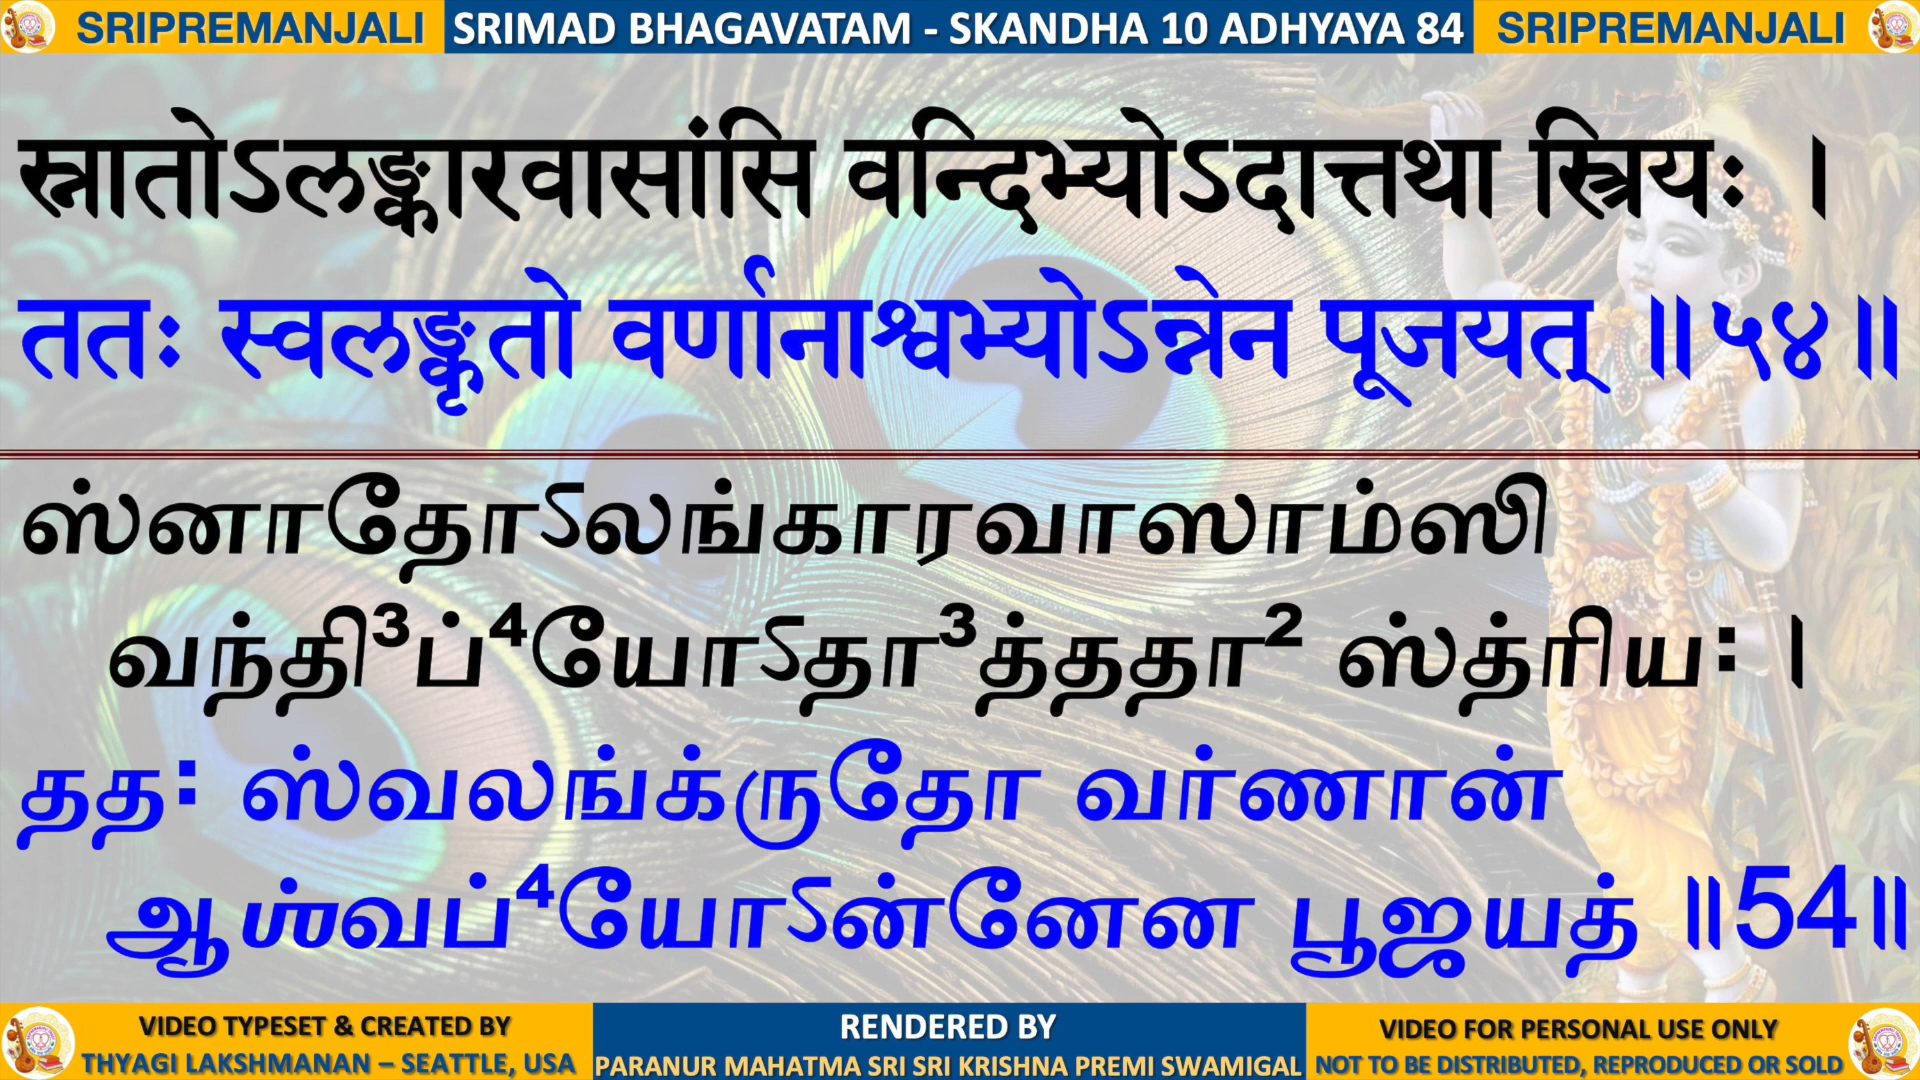 SRIPREMANJALI SRIMAD BHAGAVATAM - SKANDHA 10 ADHYAYA 84 SRIPREMANJALI
स्नातोऽलङ्कारवासांसि वन्दिभ्योऽदात्तथा स्त्रियः ।
ततः स्वलङ्कृतो वर्णानाश्वभ्योऽन्नेन पूजयत् ॥५४॥
ஸ்னாதோऽலங்காரவாஸாம்ஸி
வந்தி³ப்⁴யோऽதா³த்ததா² ஸ்த்ரிய꞉ ।
தத꞉ ஸ்வலங்க்ருதோ வர்ணான்
ஆஶ்வப்⁴யோऽன்னேன பூஜயத் ॥54॥
VIDEO TYPESET & CREATED BY
THYAGI LAKSHMANAN – SEATTLE, USA
RENDERED BY
PARANUR MAHATMA SRI SRI KRISHNA PREMI SWAMIGAL
VIDEO FOR PERSONAL USE ONLY
NOT TO BE DISTRIBUTED, REPRODUCED OR SOLD